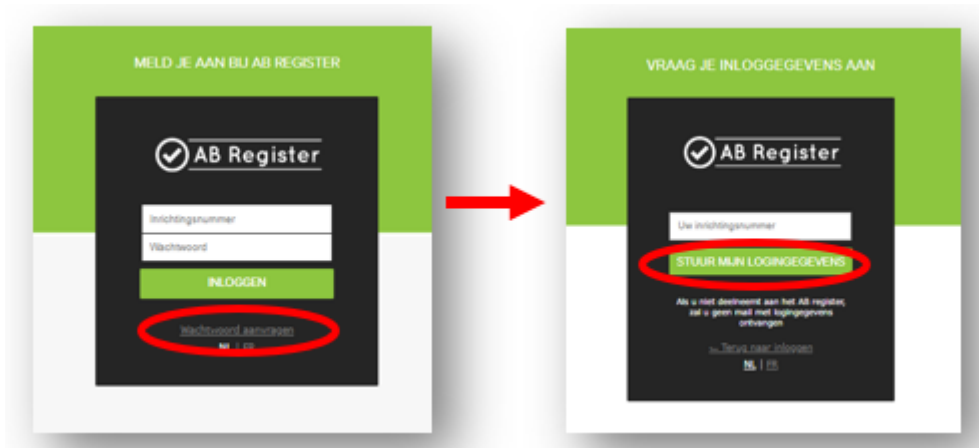 MELD JE AAN BIJ AB REGISTER
AB Register
Inrichtingsnummer
Wachtwoord
INLOGGEN
Wachtwoord aanvragen
NL | FR
VRAAG JE INLOGGEGEVENS AAN
AB Register
Uw inrichtingsnummer
STUUR MIJN LOGINGEGEVENS
Als u niet deelneemt aan het AB register,
zal u geen mail met logingegevens
ontvangen
Terug naar inloggen
NL | FR